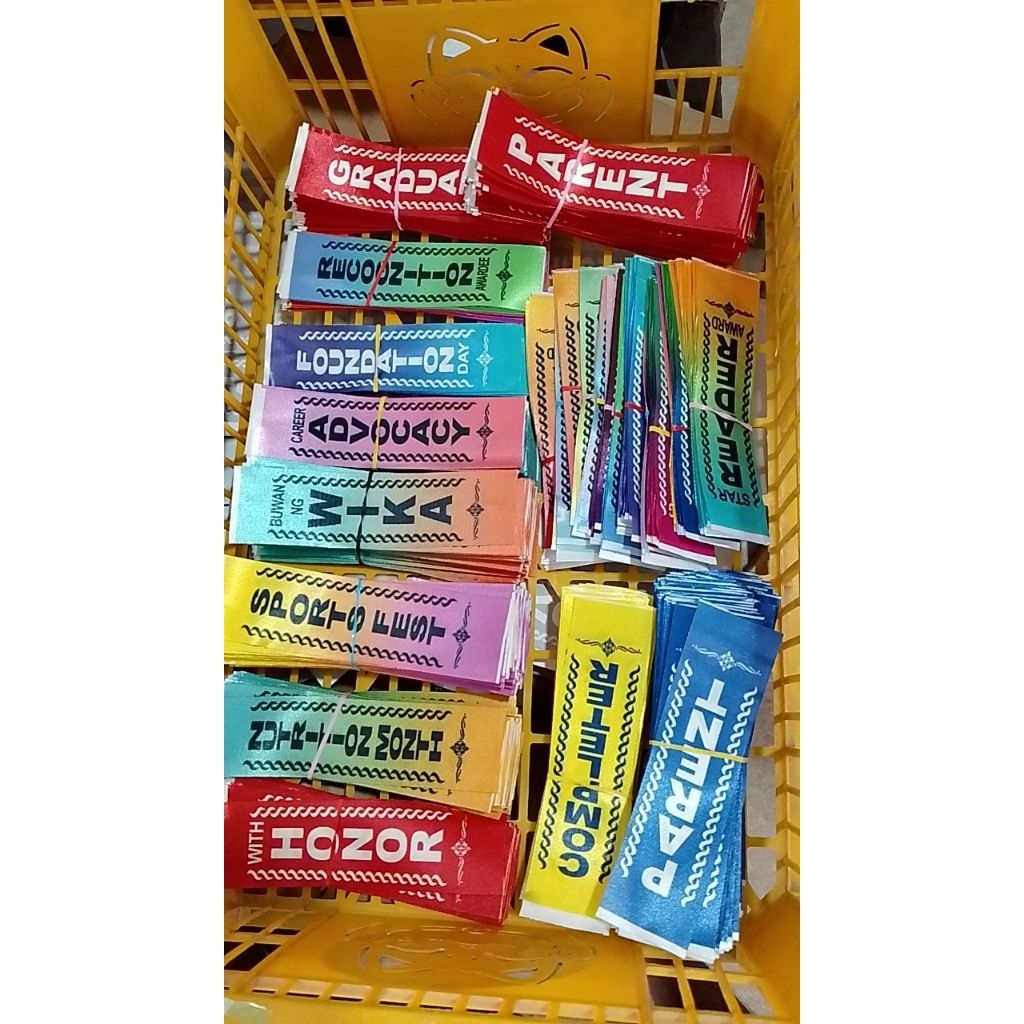 GRADUA
PARENT
RECOGNITION
AWARDEE
FOUNDATION
DAY
CAREER
ADVOCACY
BUWAN
NG
WIKA
SPORTS FEST
NUTRITION MONTH
WITH
HONOR
STAR
READER
AWARD
COMPLETER
PARENT